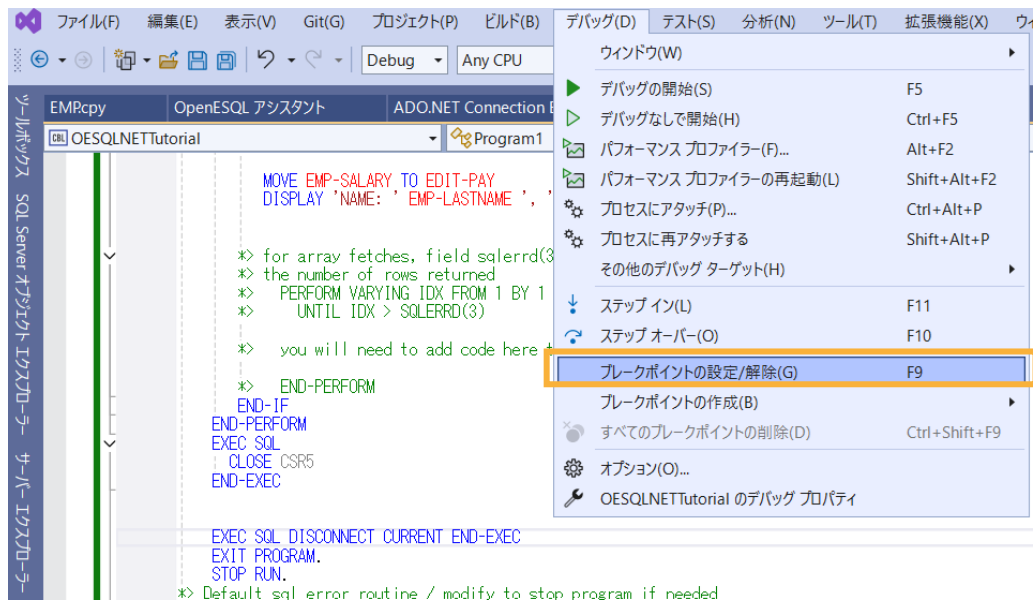 ファイル(F) 編集(E) 表示(V) Git(G) プロジェクト(P) ビルド(B) デバッグ(D) テスト(S) 分析(N) ツール(T) 拡張機能(X)
Debug Any CPU
EMP.cpy OpenESQL アシスタント ADO.NET Connection
CBL OESQLNETTutorial Program1
ツールボックス
SQL Server オブジェクト エクスプローラー
サーバー エクスプローラー
MOVE EMP-SALARY TO EDIT-PAY
DISPLAY 'NAME: ' EMP-LASTNAME ', '
*> for array fetches, field sqlerrd(3
*> the number of rows returned
*> PERFORM VARYING IDX FROM 1 BY 1
*> UNTIL IDX > SQLERRD(3)
*> you will need to add code here
*> END-PERFORM
END-IF
END-PERFORM
EXEC SQL
CLOSE CSR5
END-EXEC
EXEC SQL DISCONNECT CURRENT END-EXEC
EXIT PROGRAM.
STOP RUN.
*> Default sql error routine / modify to stop program if needed
ウィンドウ(W)
デバッグの開始(S) F5
デバッグなしで開始(H) Ctrl+F5
パフォーマンス プロファイラー(F)... Alt+F2
パフォーマンス プロファイラーの再起動(L) Shift+Alt+F2
プロセスにアタッチ(P)... Ctrl+Alt+P
プロセスに再アタッチする Shift+Alt+P
その他のデバッグ ターゲット(H)
ステップ イン(L) F11
ステップ オーバー(O) F10
ブレークポイントの設定/解除(G) F9
ブレークポイントの作成(B)
すべてのブレークポイントの削除(D) Ctrl+Shift+F9
オプション(O)...
OESQLNETTutorial のデバッグ プロパティ